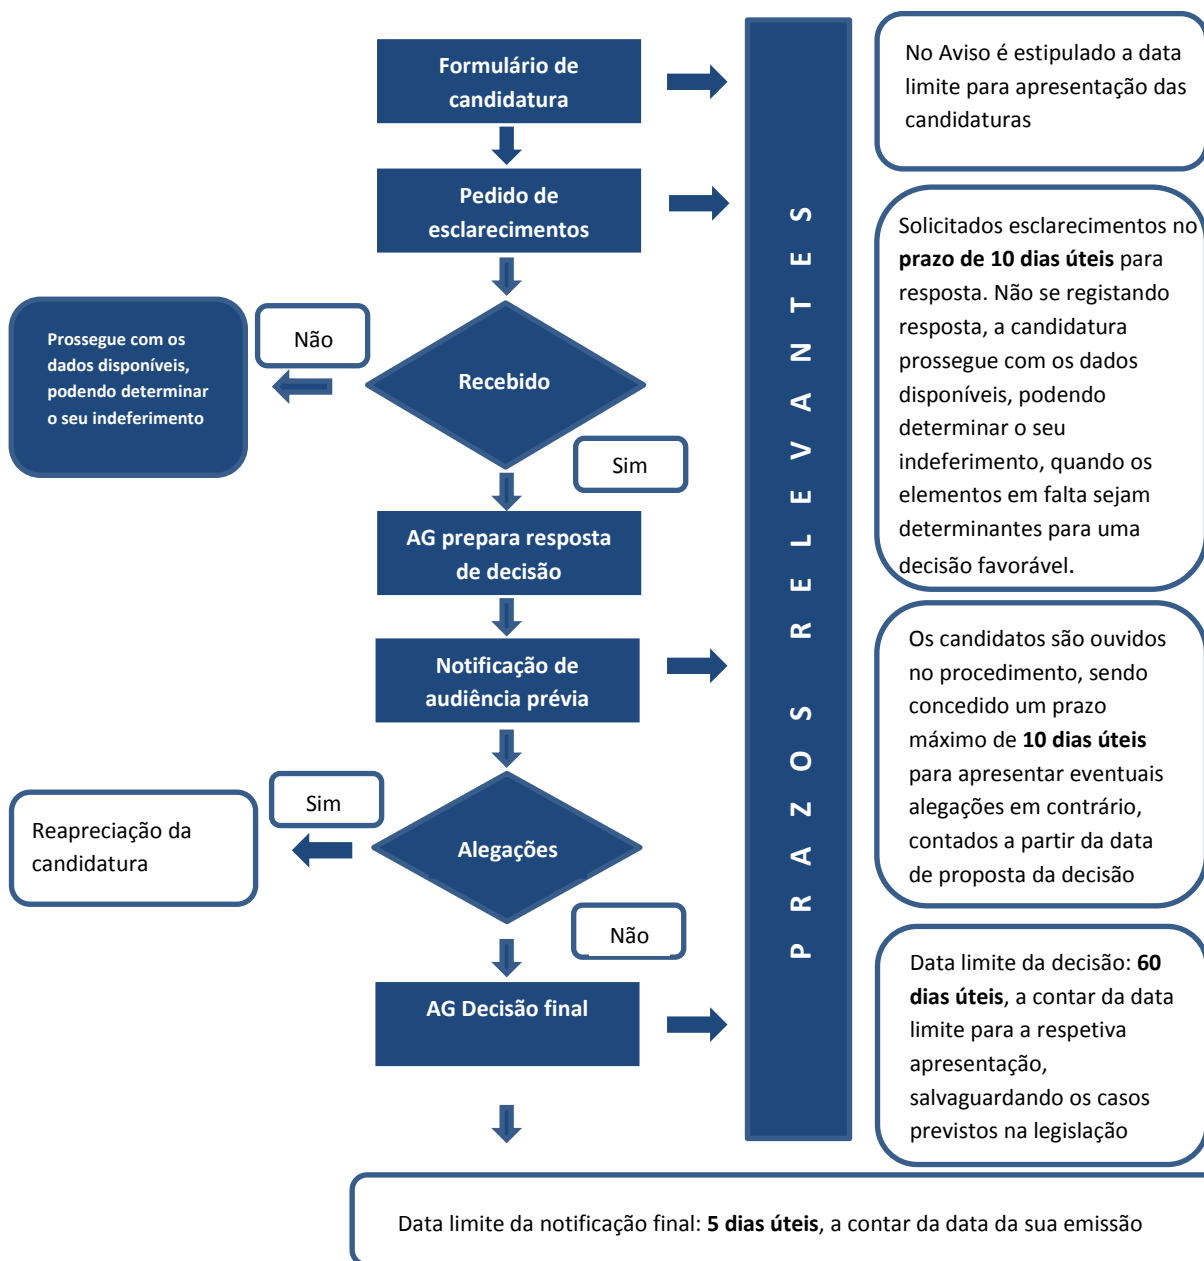 Formulário de
candidatura
No Aviso é estipulado a data
limite para apresentação das
candidaturas
Pedido de
esclarecimentos
Solicitados esclarecimentos no
prazo de 10 dias úteis para
resposta. Não se registando
resposta, a candidatura
prossegue com os dados
disponíveis, podendo
determinar o seu
indeferimento, quando os
elementos em falta sejam
determinantes para uma
decisão favorável.
Recebido
Não
Prossegue com os
dados disponíveis,
podendo determinar
o seu indeferimento
Sim
AG prepara resposta
de decisão
Notificação de
audiência prévia
Os candidatos são ouvidos
no procedimento, sendo
concedido um prazo
máximo de 10 dias úteis
para apresentar eventuais
alegações em contrário,
contados a partir da data
de proposta da decisão
Alegações
Sim
Reapreciação da
candidatura
Não
AG Decisão final
Data limite da decisão: 60
dias úteis, a contar da data
limite para a respetiva
apresentação,
salvaguardando os casos
previstos na legislação
PRAZOS RELEVANTES
Data limite da notificação final: 5 dias úteis, a contar da data da sua emissão